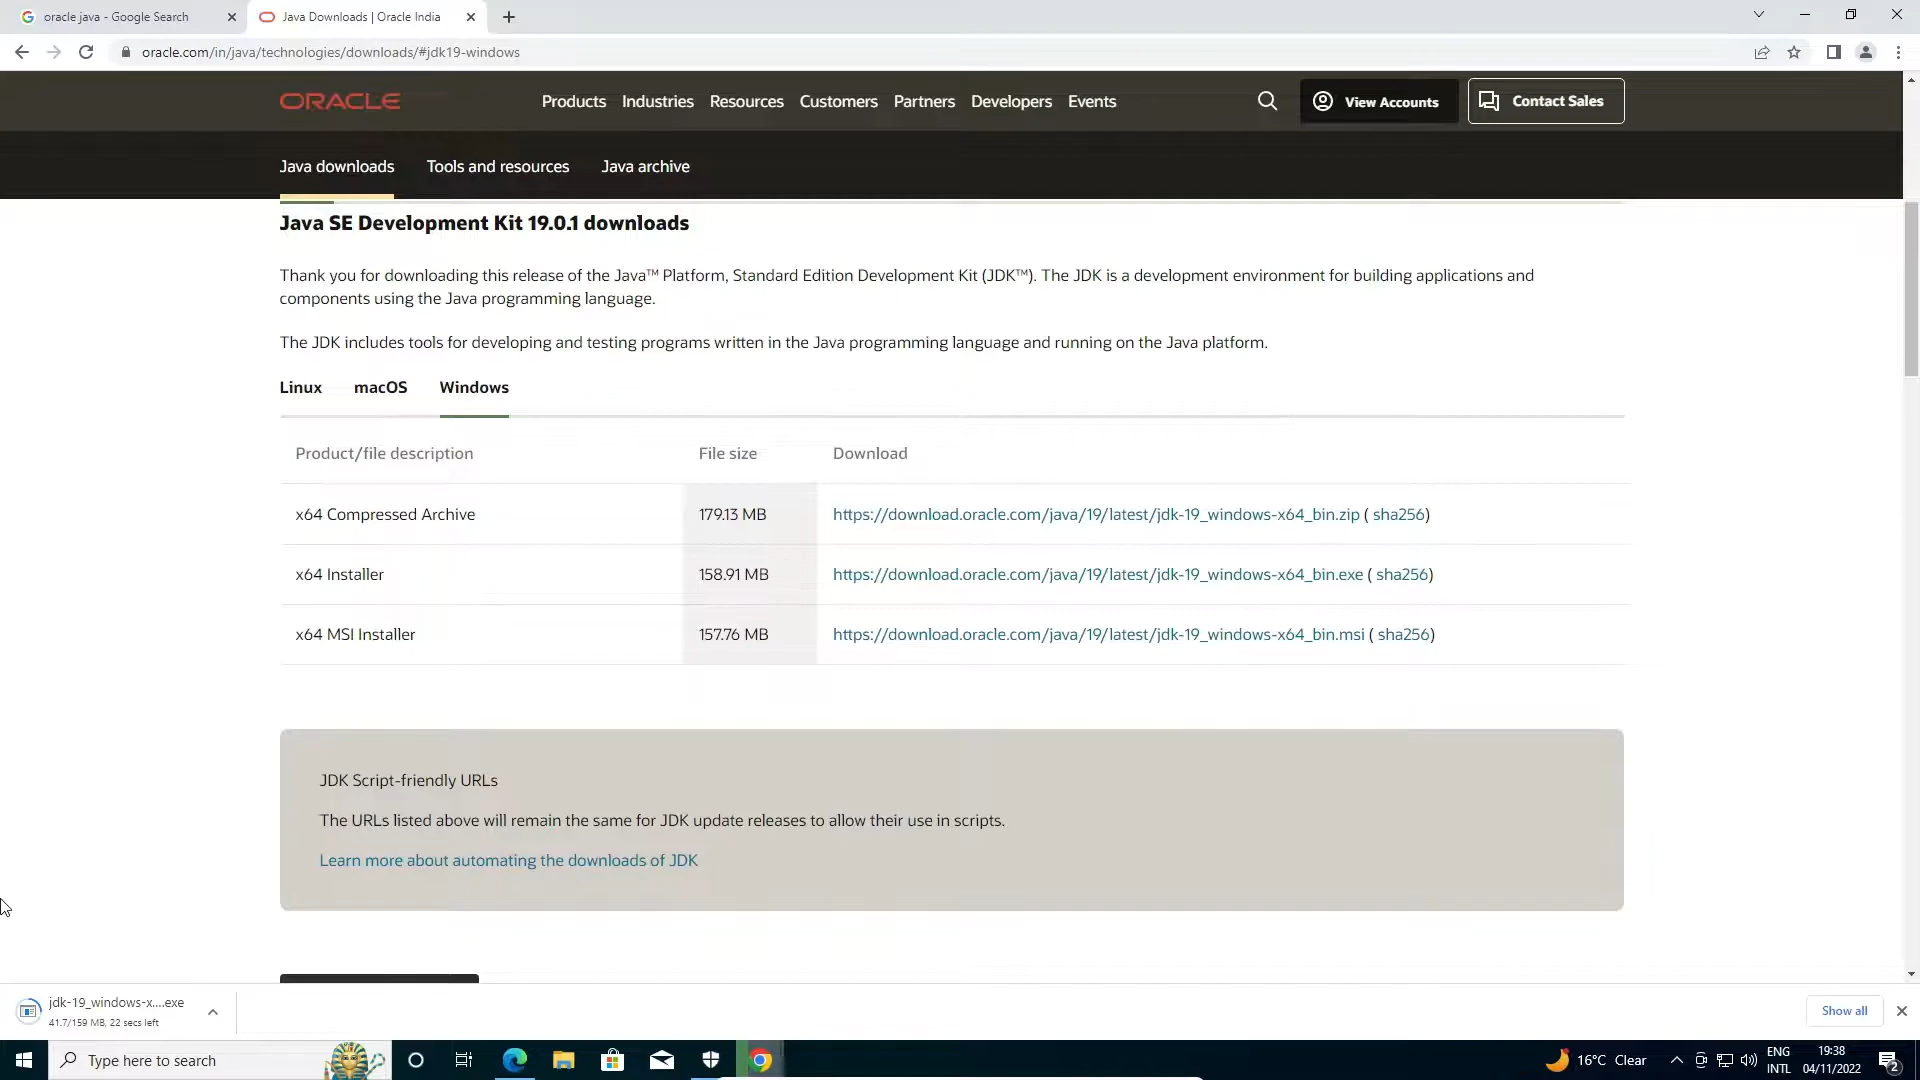 oracle java - Google Search
Java Downloads | Oracle India
oracle.com/in/java/technologies/downloads/#jdk19-windows
ORACLE
Products Industries Resources Customers Partners Developers Events
View Accounts
Contact Sales
Java downloads Tools and resources Java archive
Java SE Development Kit 19.0.1 downloads
Thank you for downloading this release of the Java™ Platform, Standard Edition Development Kit (JDK™). The JDK is a development environment for building applications and
components using the Java programming language.
The JDK includes tools for developing and testing programs written in the Java programming language and running on the Java platform.
Linux macOS Windows
Product/file description File size Download
x64 Compressed Archive 179.13 MB https://download.oracle.com/java/19/latest/jdk-19_windows-x64_bin.zip ( sha256)
x64 Installer 158.91 MB https://download.oracle.com/java/19/latest/jdk-19_windows-x64_bin.exe ( sha256)
x64 MSI Installer 157.76 MB https://download.oracle.com/java/19/latest/jdk-19_windows-x64_bin.msi ( sha256)
JDK Script-friendly URLs
The URLs listed above will remain the same for JDK update releases to allow their use in scripts.
Learn more about automating the downloads of JDK
jdk-19_windows-x....exe
41.7/159 MB, 22 secs left
Show all
Type here to search
16°C Clear
ENG
INTL
19:38
04/11/2022
2